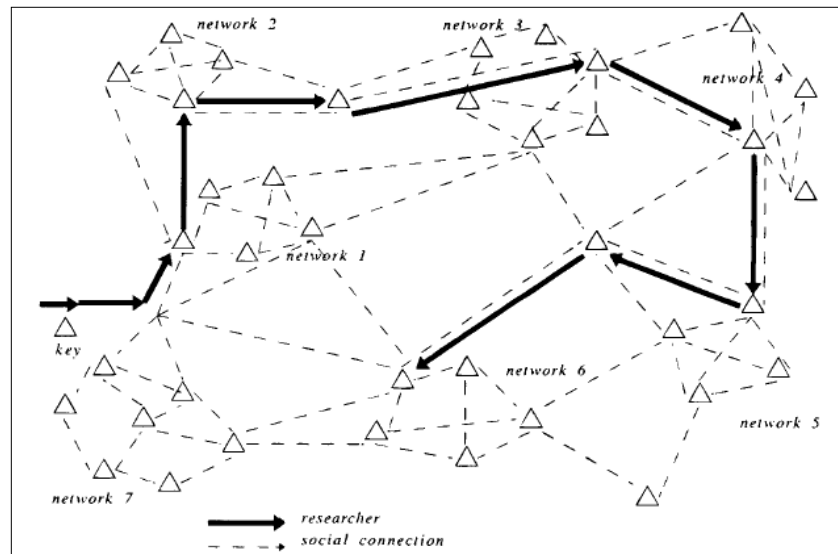 network 2
network 3
network 4
network 1
key
network 6
network 5
network 7
researcher
social connection